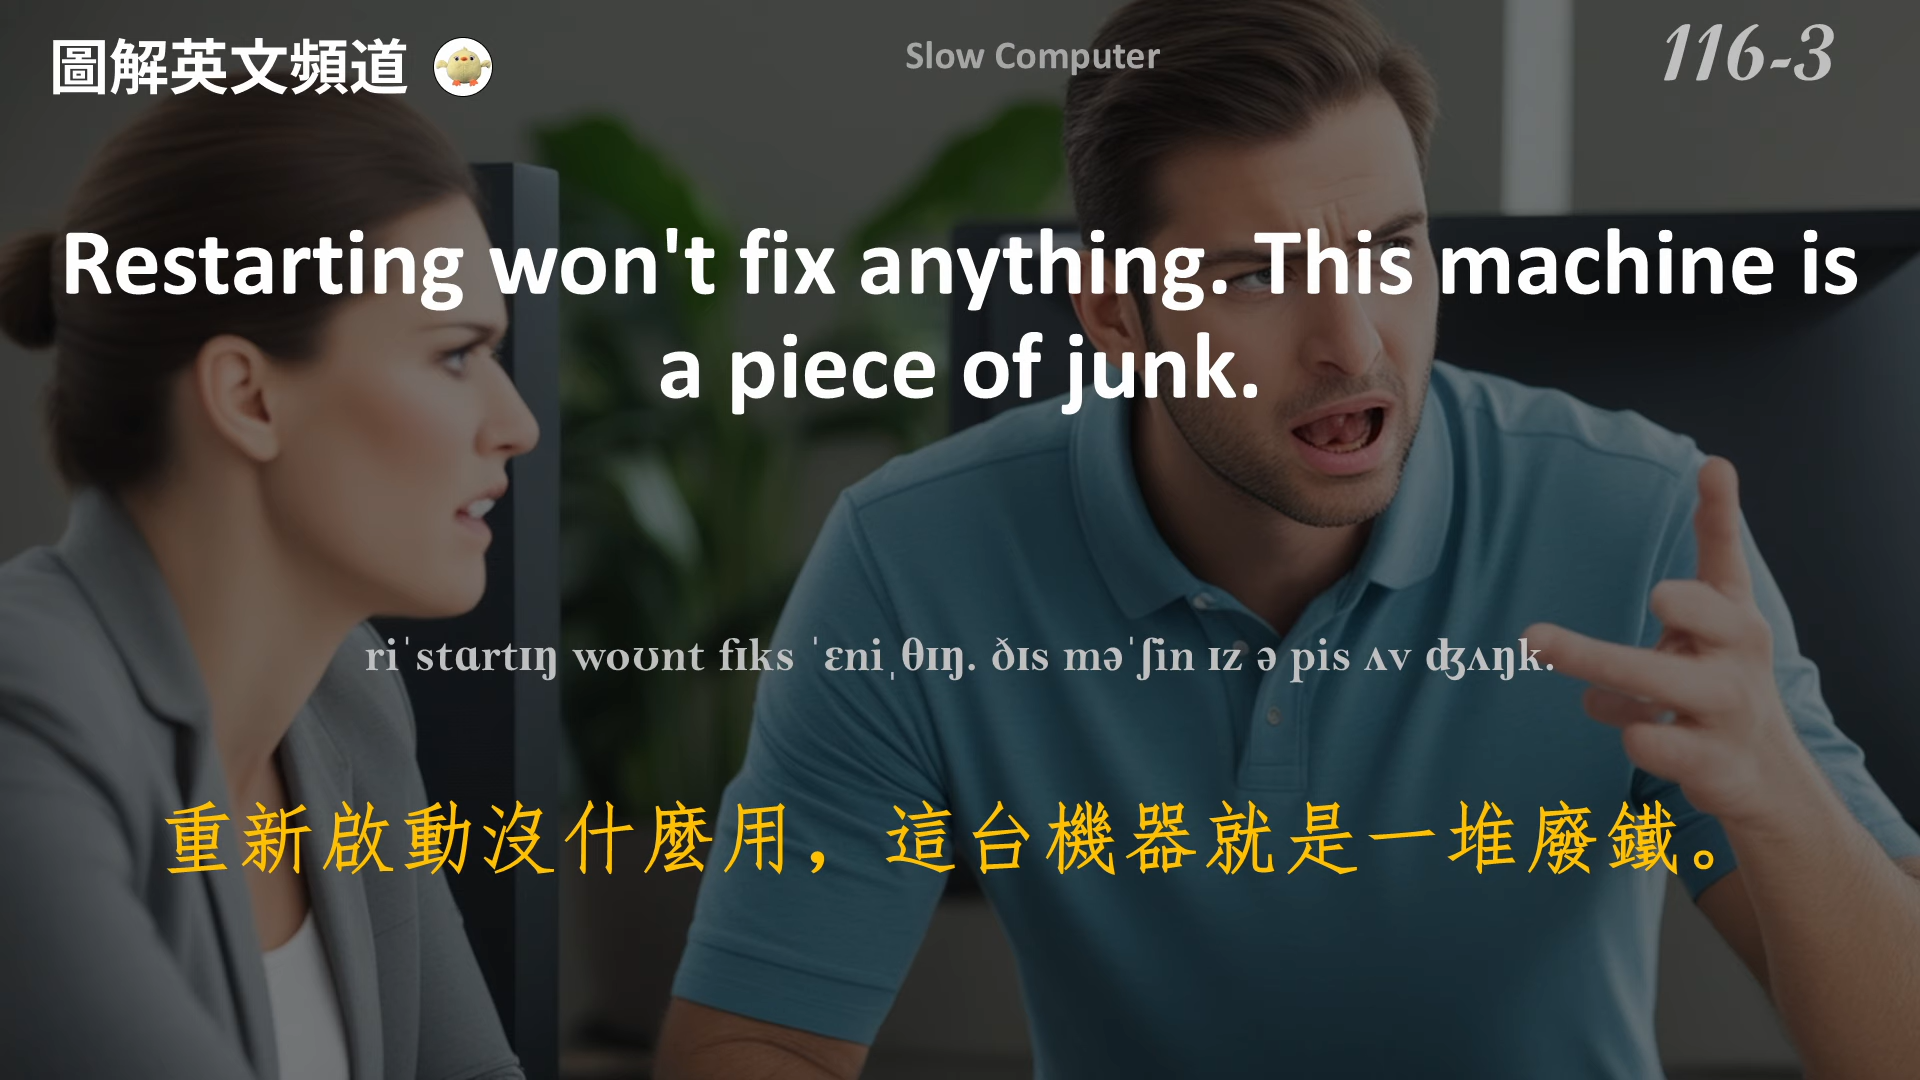 圖解英文頻道
Slow Computer
116-3
Restarting won't fix anything. This machine is
a piece of junk.
riˈstɑrtɪŋ woʊnt fɪks ˈɛniˌθɪŋ. ðɪs məˈʃin ɪz ə pis ʌv ʤʌŋk.
重新啟動沒什麼用，這台機器就是一堆廢鐵。